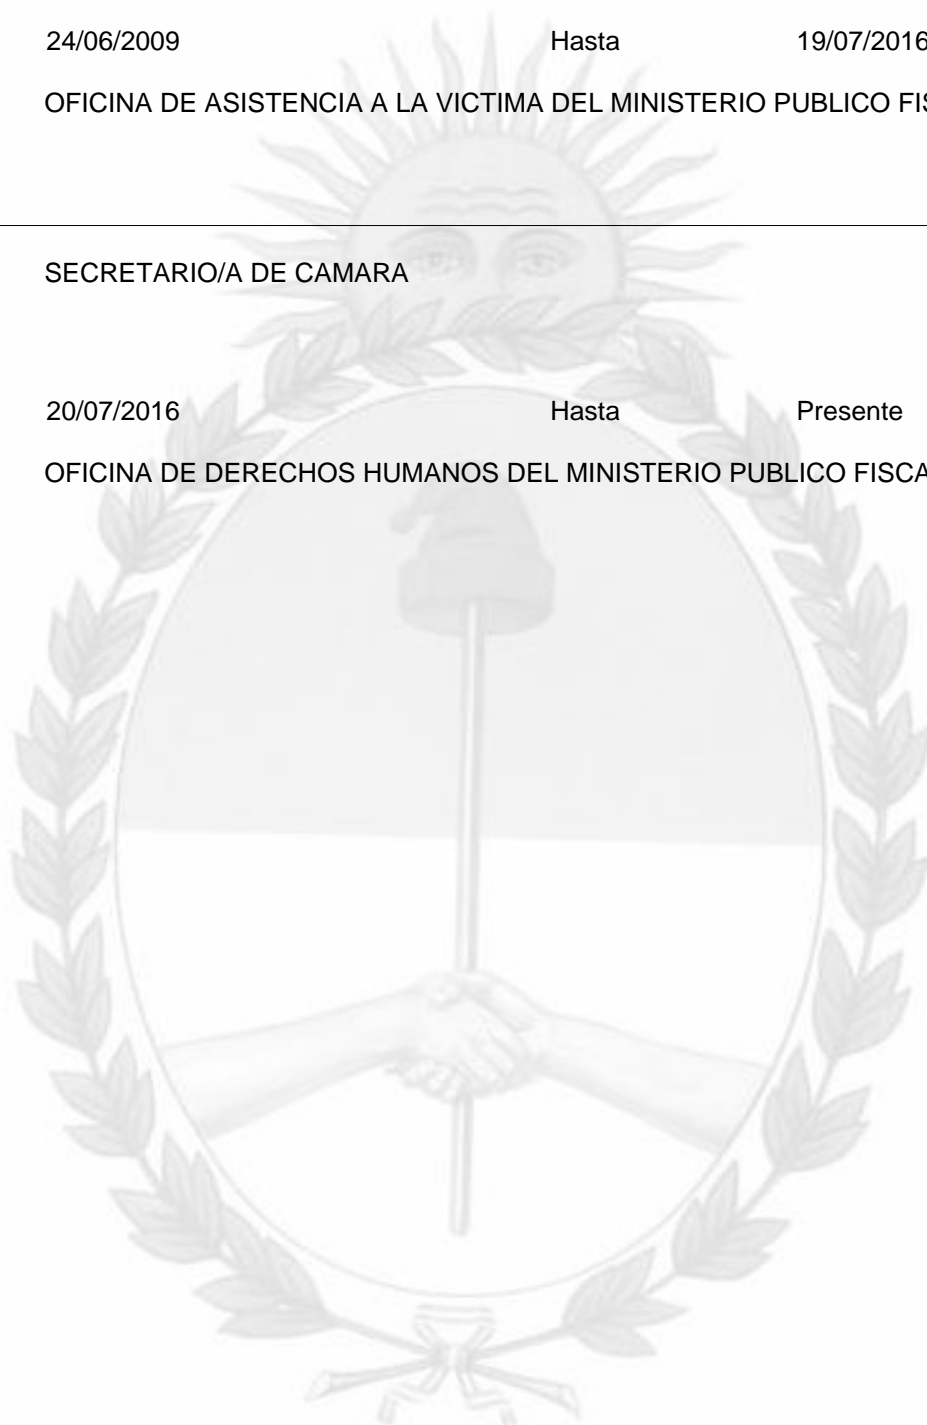 24/06/2009 Hasta 19/07/2016
OFICINA DE ASISTENCIA A LA VICTIMA DEL MINISTERIO PUBLICO
SECRETARIO/A DE CAMARA
20/07/2016 Hasta Presente
OFICINA DE DERECHOS HUMANOS DEL MINISTERIO PUBLICO